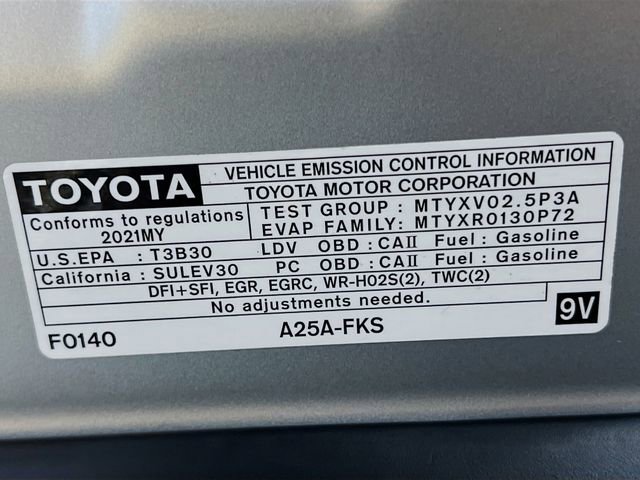 TOYOTA
VEHICLE EMISSION CONTROL INFORMATION
TOYOTA MOTOR CORPORATION
Conforms to regulations
2021MY
TEST GROUP : MTYXV02.5P3A
EVAP FAMILY: MTYXR0130P72
U.S.EPA : T3B30 LDV OBD : CAII Fuel : Gasoline
California : SULEV30 PC OBD : CAII Fuel : Gasoline
DFI+SFI, EGR, EGRC, WR-HO2S(2), TWC(2)
No adjustments needed.
F0140 A25A-FKS 9V